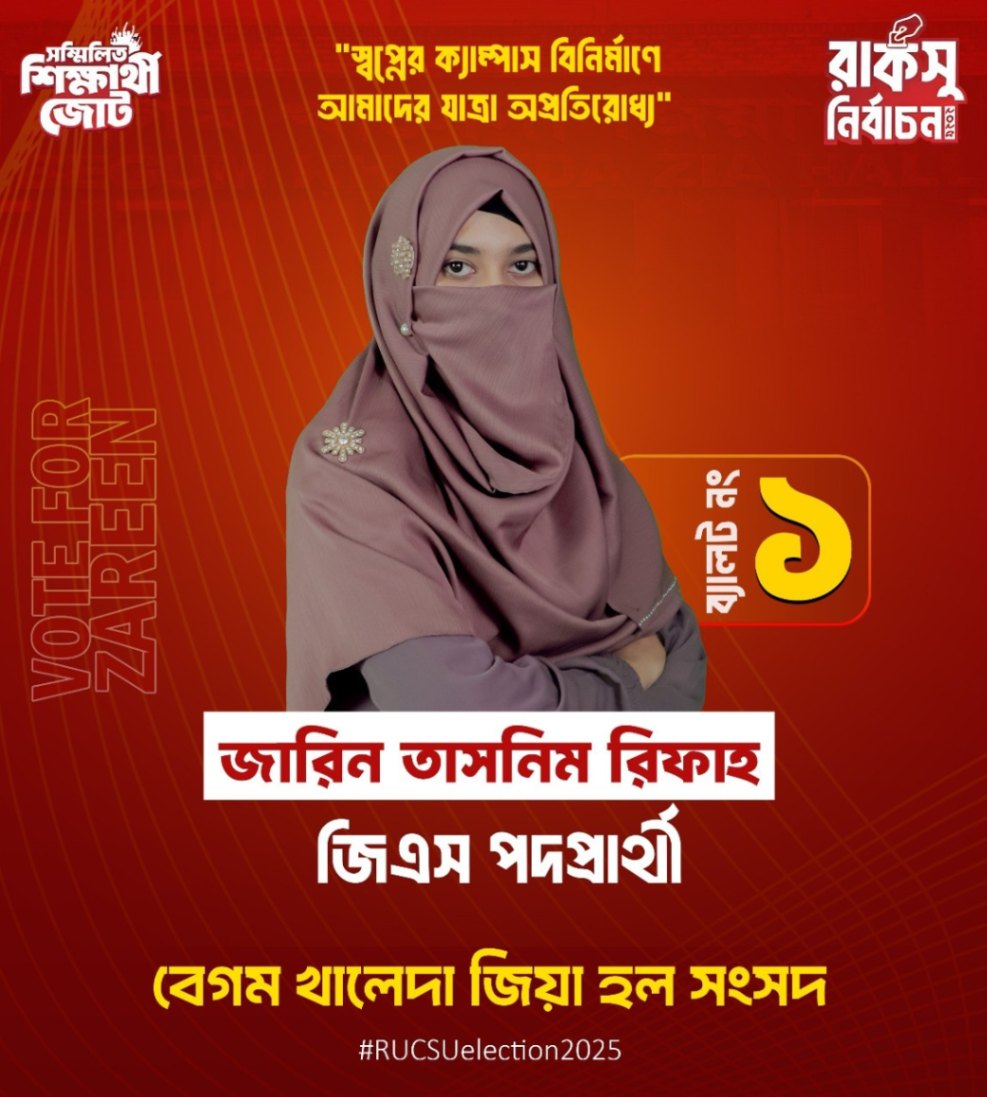 সম্মিলিত
শিক্ষার্থী
জোট
"স্বপ্নের ক্যাম্পাস বিনির্মাণে
আমাদের যাত্রা অপ্রতিরোধ্য"
রাকসু
নির্বাচন ২০২৫
VOTE FOR
ZAREEN
ব্যালট নং
১
জারিন তাসনিম রিফাহ
জিএস পদপ্রার্থী
বেগম খালেদা জিয়া হল সংসদ
#RUCSUelection2025